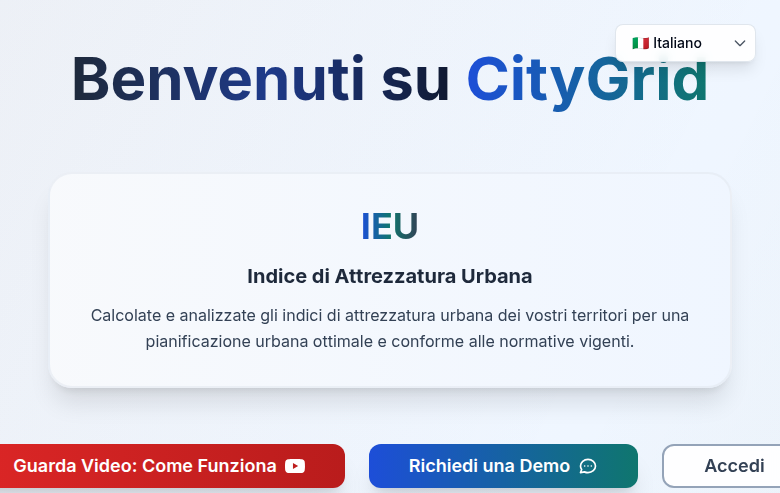 Italiano
Benvenuti su CityGrid
IEU
Indice di Attrezzatura Urbana
Calcolate e analizzate gli indici di attrezzatura urbana dei vostri territori per una
pianificazione urbana ottimale e conforme alle normative vigenti.
Guarda Video: Come Funziona
Richiedi una Demo
Accedi